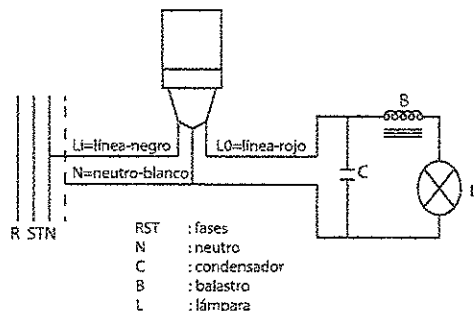 B
Li=línea-negro
L0=línea-rojo
C
N=neutro-blanco
L
R STN
RST : fases
N : neutro
C : condensador
B : balastro
L : lámpara